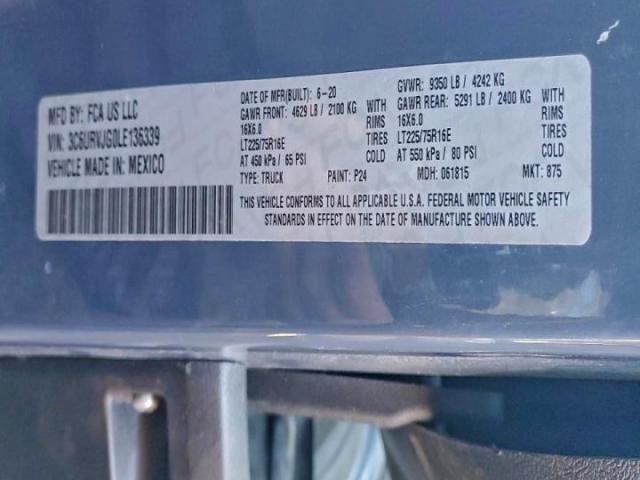 MFD BY: FCA US LLC
VIN: 3C6URVJG0LE136339
VEHICLE MADE IN: MEXICO
DATE OF MFR(BUILT): 6-20
GVWR: 9350 LB / 4242 KG
GAWR FRONT: 4629 LB / 2100 KG WITH
GAWR REAR: 5291 LB / 2400 KG WITH
16X6.0 RIMS
16X6.0 RIMS
LT225/75R16E TIRES
LT225/75R16E TIRES
AT 450 kPa / 65 PSI COLD
AT 550 kPa / 80 PSI COLD
TYPE: TRUCK PAINT: P24 MDH: 061815 MKT: 875
THIS VEHICLE CONFORMS TO ALL APPLICABLE U.S.A. FEDERAL MOTOR VEHICLE SAFETY
STANDARDS IN EFFECT ON THE DATE OF MANUFACTURE SHOWN ABOVE.